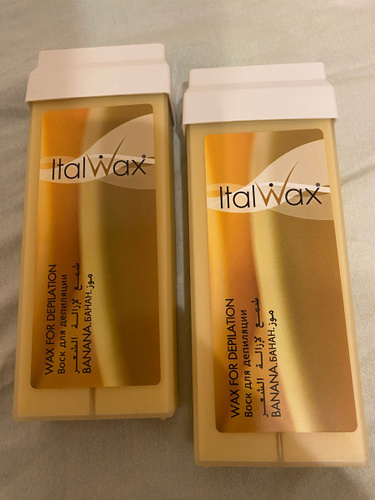 ItalWax
WAX FOR DEPILATION
Воск для депиляции
شمع لإزالة الشعر
BANANA.БАНАН.موز
ItalWax
WAX FOR DEPILATION
Воск для депиляции
شمع لإزالة الشعر
BANANA.БАНАН.موز